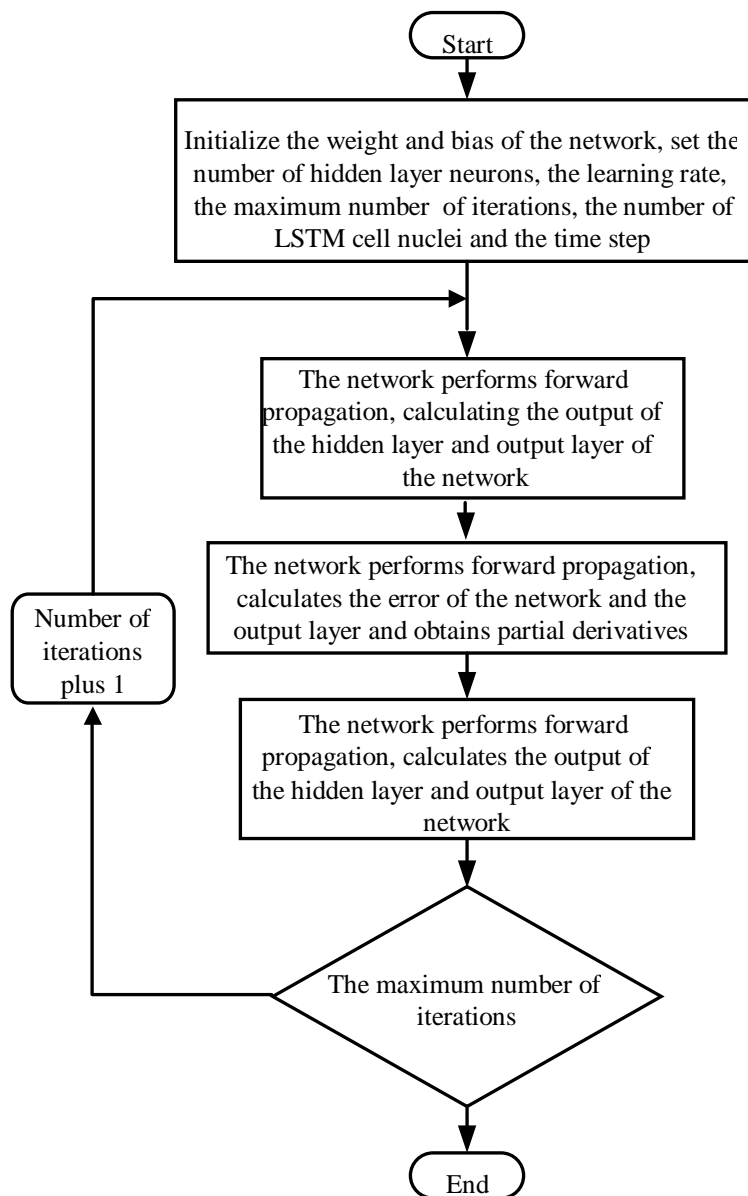 Start
Initialize the weight and bias of the network, set the
number of hidden layer neurons, the learning rate,
the maximum number of iterations, the number of
LSTM cell nuclei and the time step
The network performs forward
propagation, calculating the output of
the hidden layer and output layer of
the network
The network performs forward propagation,
calculates the error of the network and the
output layer and obtains partial derivatives
Number of
iterations
plus 1
The network performs forward
propagation, calculates the output of
the hidden layer and output layer of the
network
The maximum number of
iterations
End